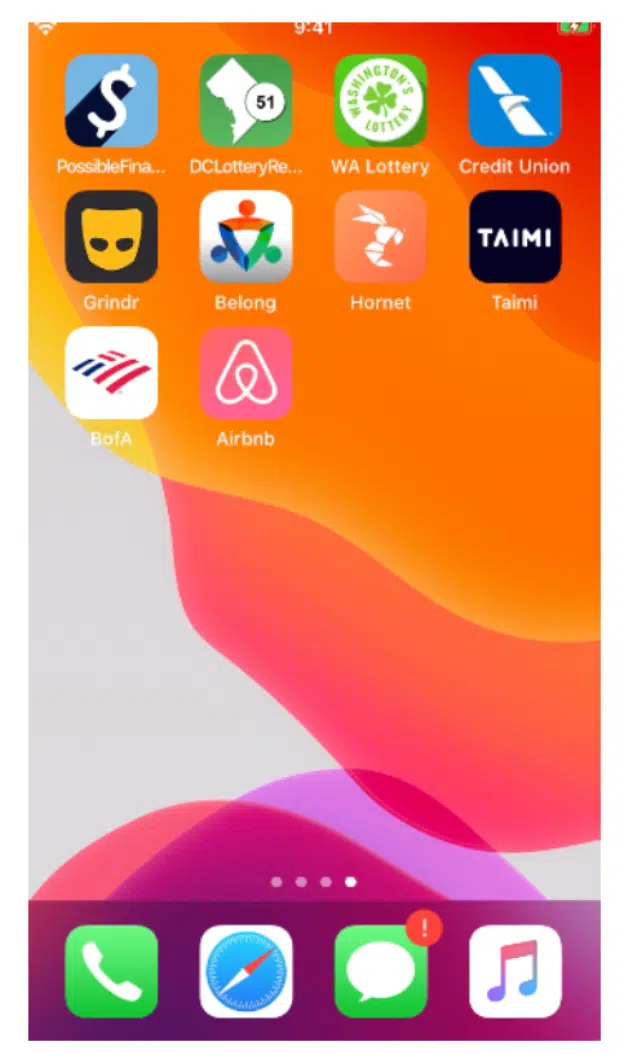 9:41
51
WASHINGTON'S LOTTERY
PossibleFina... DCLotteryRe... WA Lottery Credit Union
TAIMI
Grindr Belong Hornet Taimi
BofA Airbnb
!